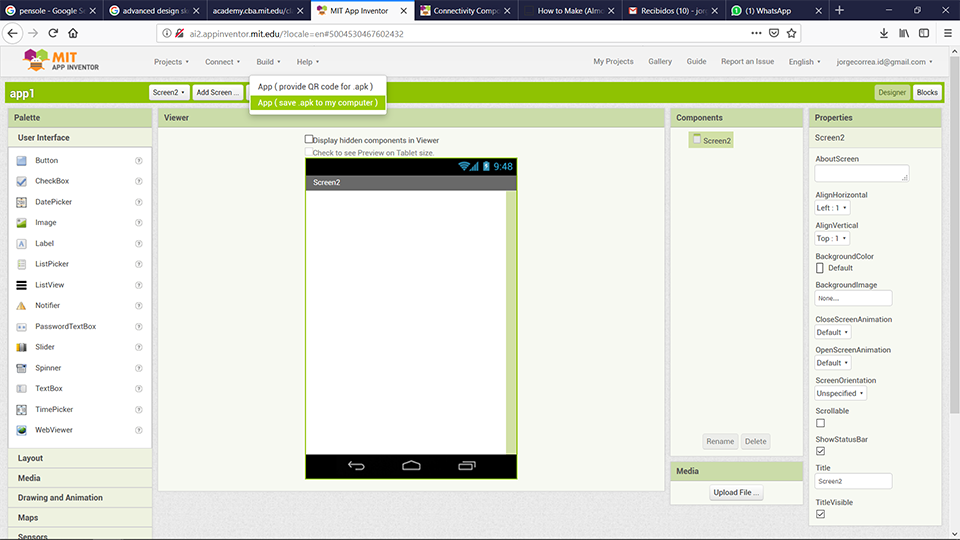 pensole - Google S
advanced design sk
academy.cba.mit.edu/cl
MIT App Inventor
Connectivity Compo
How to Make (Almo
Recibidos (10) - jor
(1) WhatsApp
ai2.appinventor.mit.edu/?locale=en#5004530467602432
MIT
APP INVENTOR
Projects
Connect
Build
Help
My Projects
Gallery
Guide
Report an Issue
English
jorgecorrea.id@gmail.com
App ( provide QR code for .apk )
App ( save .apk to my computer )
app1
Screen2
Add Screen ...
Designer
Blocks
Palette
User Interface
Button
CheckBox
DatePicker
Image
Label
ListPicker
ListView
Notifier
PasswordTextBox
Slider
Spinner
TextBox
TimePicker
WebViewer
Layout
Media
Drawing and Animation
Maps
Sensors
Viewer
Display hidden components in Viewer
Check to see Preview on Tablet size.
9:48
Screen2
Components
Screen2
Rename
Delete
Media
Upload File ...
Properties
Screen2
AboutScreen
AlignHorizontal
Left : 1
AlignVertical
Top : 1
BackgroundColor
Default
BackgroundImage
None...
CloseScreenAnimation
Default
OpenScreenAnimation
Default
ScreenOrientation
Unspecified
Scrollable
ShowStatusBar
Title
Screen2
TitleVisible